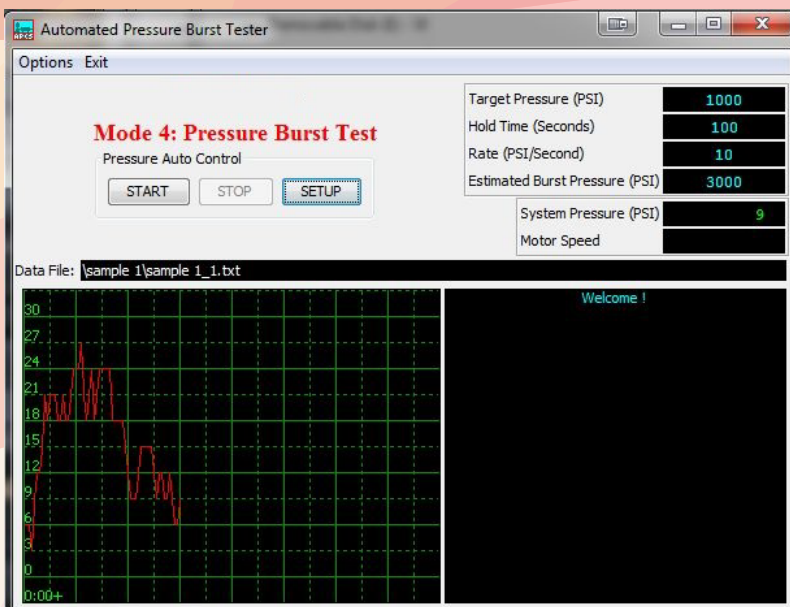 APCS
Automated Pressure Burst Tester
Options Exit
Mode 4: Pressure Burst Test
Pressure Auto Control
START STOP SETUP
Target Pressure (PSI) 1000
Hold Time (Seconds) 100
Rate (PSI/Second) 10
Estimated Burst Pressure (PSI) 3000
System Pressure (PSI) 9
Motor Speed
Data File: \sample 1\sample 1_1.txt
30
27
24
21
18
15
12
9
6
3
0
0:00+
Welcome !